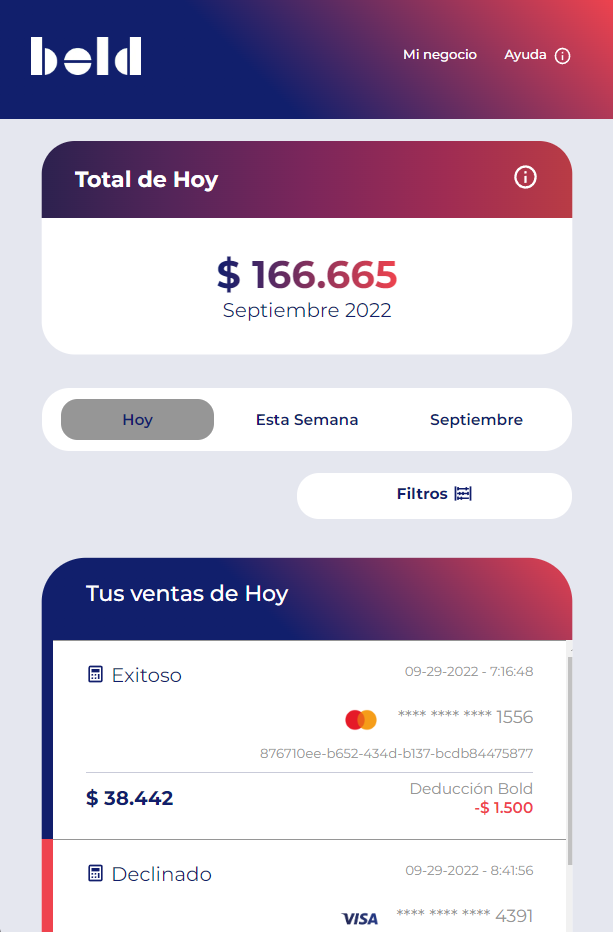 bold
Mi negocio Ayuda
Total de Hoy
$ 166.665
Septiembre 2022
Hoy Esta Semana Septiembre
Filtros
Tus ventas de Hoy
Exitoso 09-29-2022 - 7:16:48
**** **** **** 1556
876710ee-b652-434d-b137-bcdb84475877
$ 38.442 Deducción Bold
-$ 1.500
Declinado 09-29-2022 - 8:41:56
VISA **** **** **** 4391